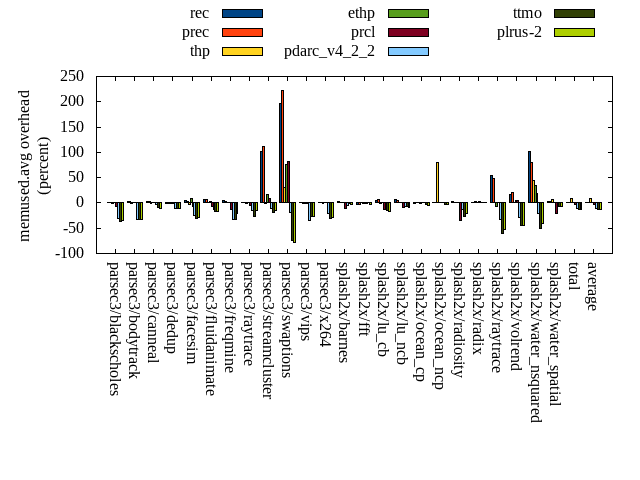 rec
prec
thp
ethp
prcl
pdarc_v4_2_2
ttmo
plrus-2
memused.avg overhead
(percent)
250
200
150
100
50
0
-50
-100
parsec3/blackscholes
parsec3/bodytrack
parsec3/canneal
parsec3/dedup
parsec3/facesim
parsec3/fluidanimate
parsec3/freqmine
parsec3/raytrace
parsec3/streamcluster
parsec3/swaptions
parsec3/vips
parsec3/x264
splash2x/barnes
splash2x/fft
splash2x/lu_cb
splash2x/lu_ncb
splash2x/ocean_cp
splash2x/ocean_ncp
splash2x/radiosity
splash2x/radix
splash2x/raytrace
splash2x/volrend
splash2x/water_nsquared
splash2x/water_spatial
total
average